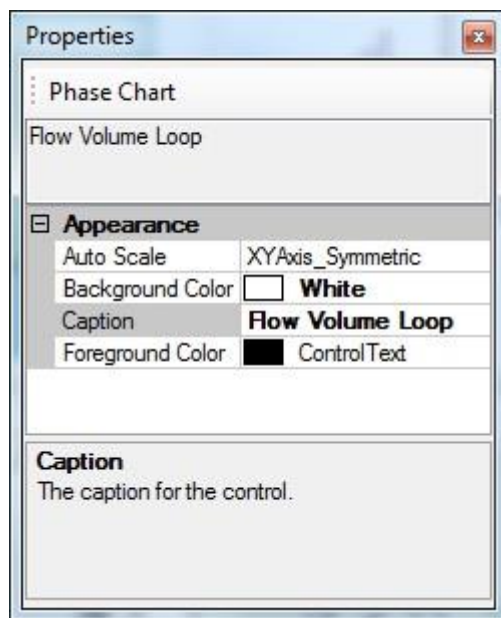 Properties
Phase Chart
Flow Volume Loop
Appearance
Auto Scale XYAxis_Symmetric
Background Color White
Caption Flow Volume Loop
Foreground Color ControlText
Caption
The caption for the control.